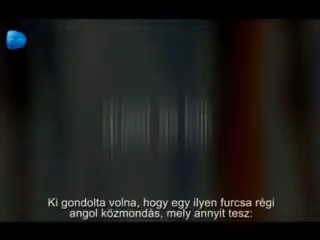 Ki gondolta volna, hogy egy ilyen furcsa régi
angol közmondás, mely annyit tesz: